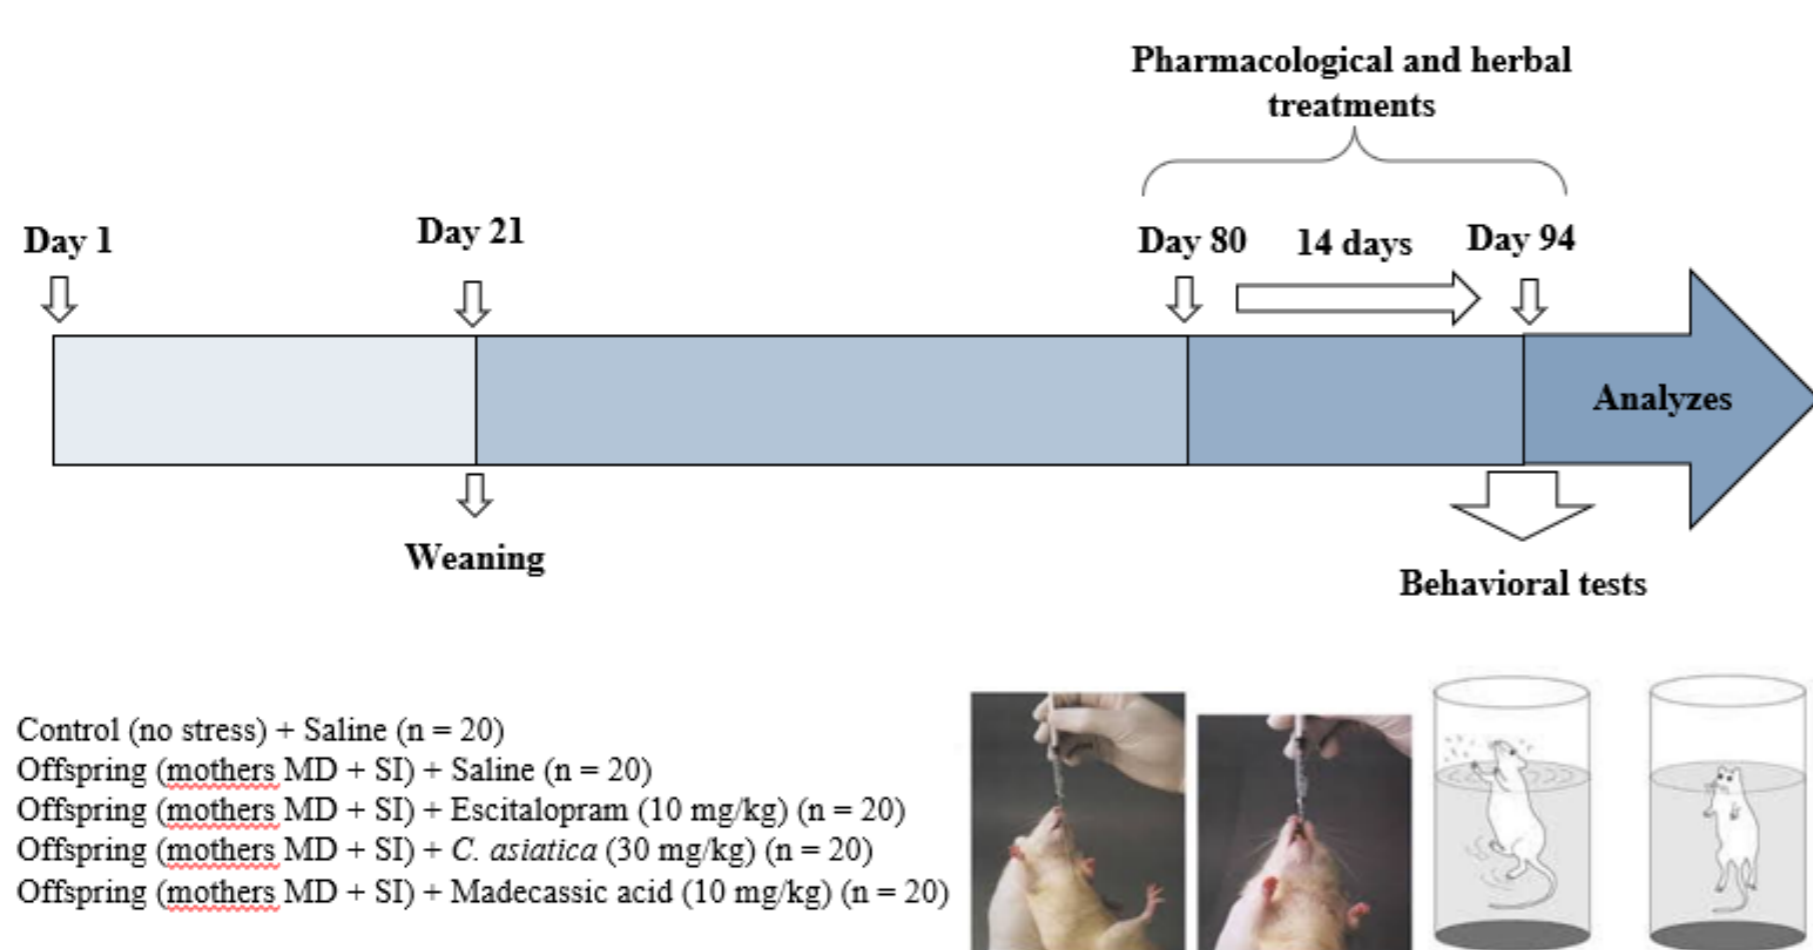 Pharmacological and herbal
treatments
Day 1
Day 21
Day 80
14 days
Day 94
Analyzes
Weaning
Behavioral tests
Control (no stress) + Saline (n = 20)
Offspring (mothers MD + SI) + Saline (n = 20)
Offspring (mothers MD + SI) + Escitalopram (10 mg/kg) (n = 20)
Offspring (mothers MD + SI) + C. asiatica (30 mg/kg) (n = 20)
Offspring (mothers MD + SI) + Madecassic acid (10 mg/kg) (n = 20)